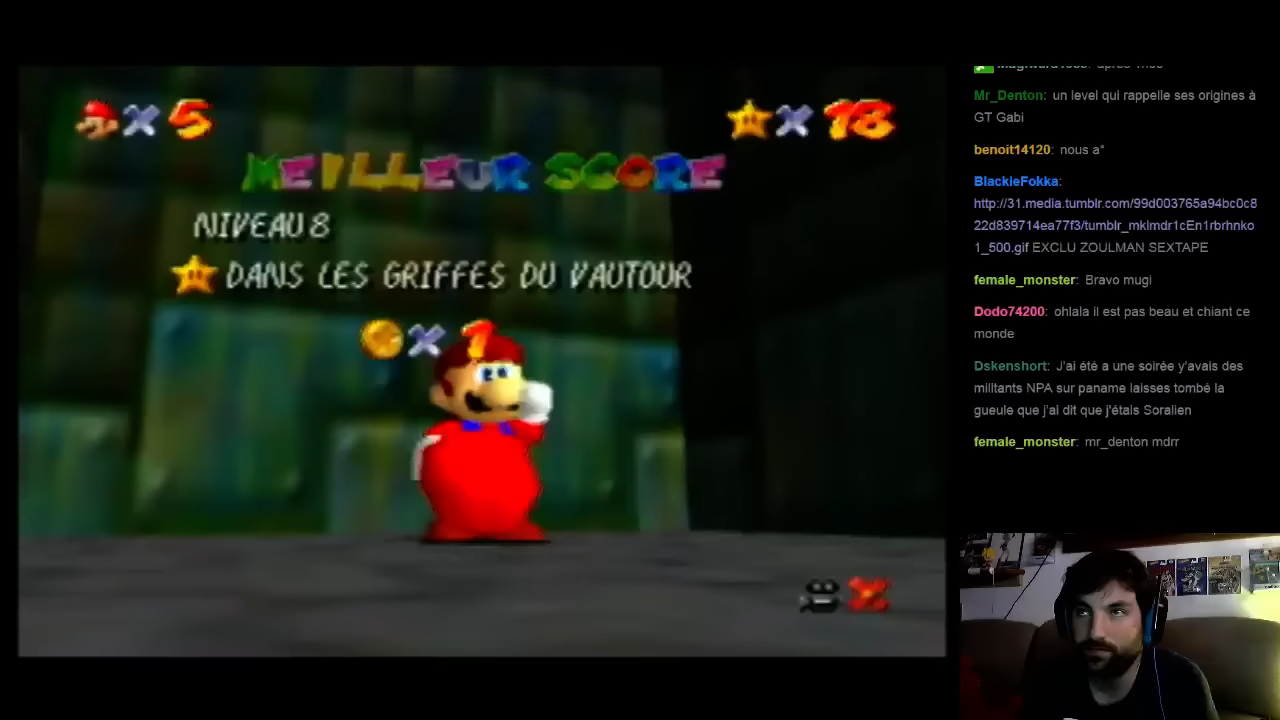 × 5
× 18
MEILLEUR SCORE
NIVEAU 8
DANS LES GRIFFES DU VAUTOUR
× 1
Mr_Denton: un level qui rappelle ses origines à
GT Gabi
benoit14120: nous a*
BlackieFokka:
http://31.media.tumblr.com/99d003765a94bc0c8
22d839714ea77f3/tumblr_mklmdr1cEn1rbrhnko
1_500.gif EXCLU ZOULMAN SEXTAPE
female_monster: Bravo mugi
Dodo74200: ohlala il est pas beau et chiant ce
monde
Dskenshort: J'ai été a une soirée y'avais des
miltants NPA sur paname laisses tombé la
gueule que j'ai dit que j'étais Soralien
female_monster: mr_denton mdrr